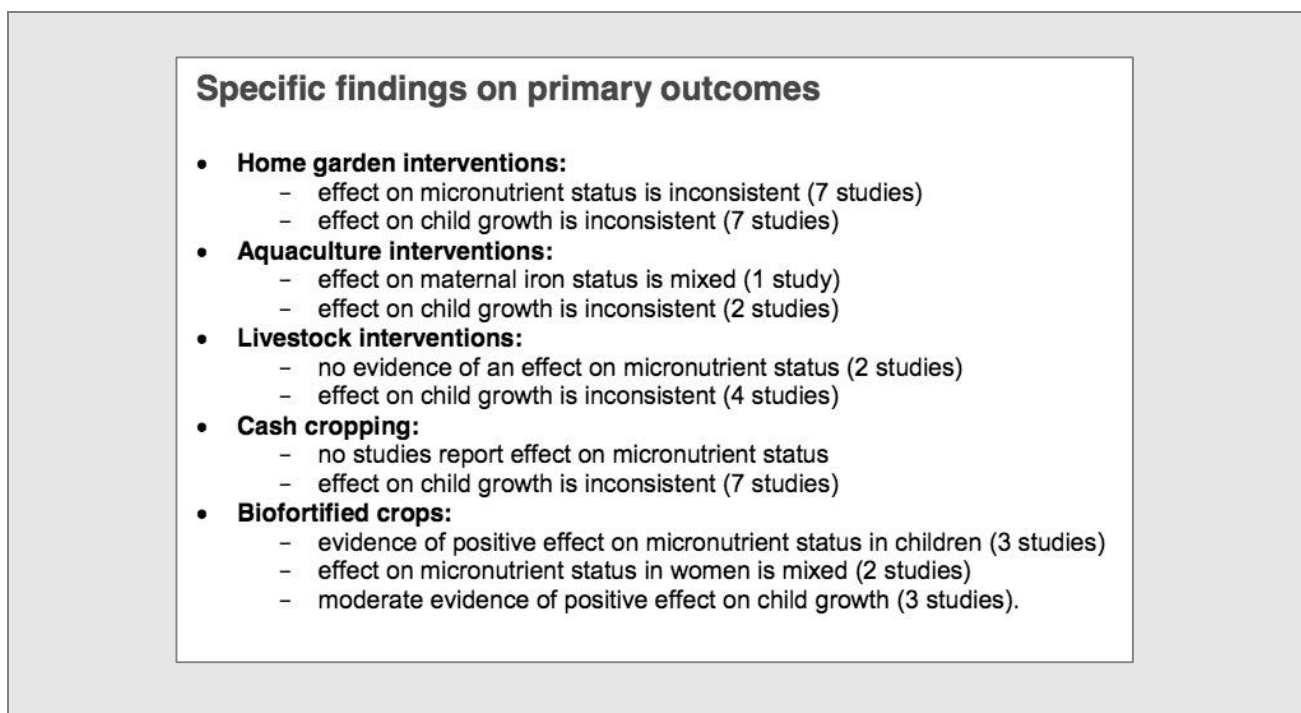 Specific findings on primary outcomes
• Home garden interventions:
– effect on micronutrient status is inconsistent (7 studies)
– effect on child growth is inconsistent (7 studies)
• Aquaculture interventions:
– effect on maternal iron status is mixed (1 study)
– effect on child growth is inconsistent (2 studies)
• Livestock interventions:
– no evidence of an effect on micronutrient status (2 studies)
– effect on child growth is inconsistent (4 studies)
• Cash cropping:
– no studies report effect on micronutrient status
– effect on child growth is inconsistent (7 studies)
• Biofortified crops:
– evidence of positive effect on micronutrient status in children (3 studies)
– effect on micronutrient status in women is mixed (2 studies)
– moderate evidence of positive effect on child growth (3 studies).